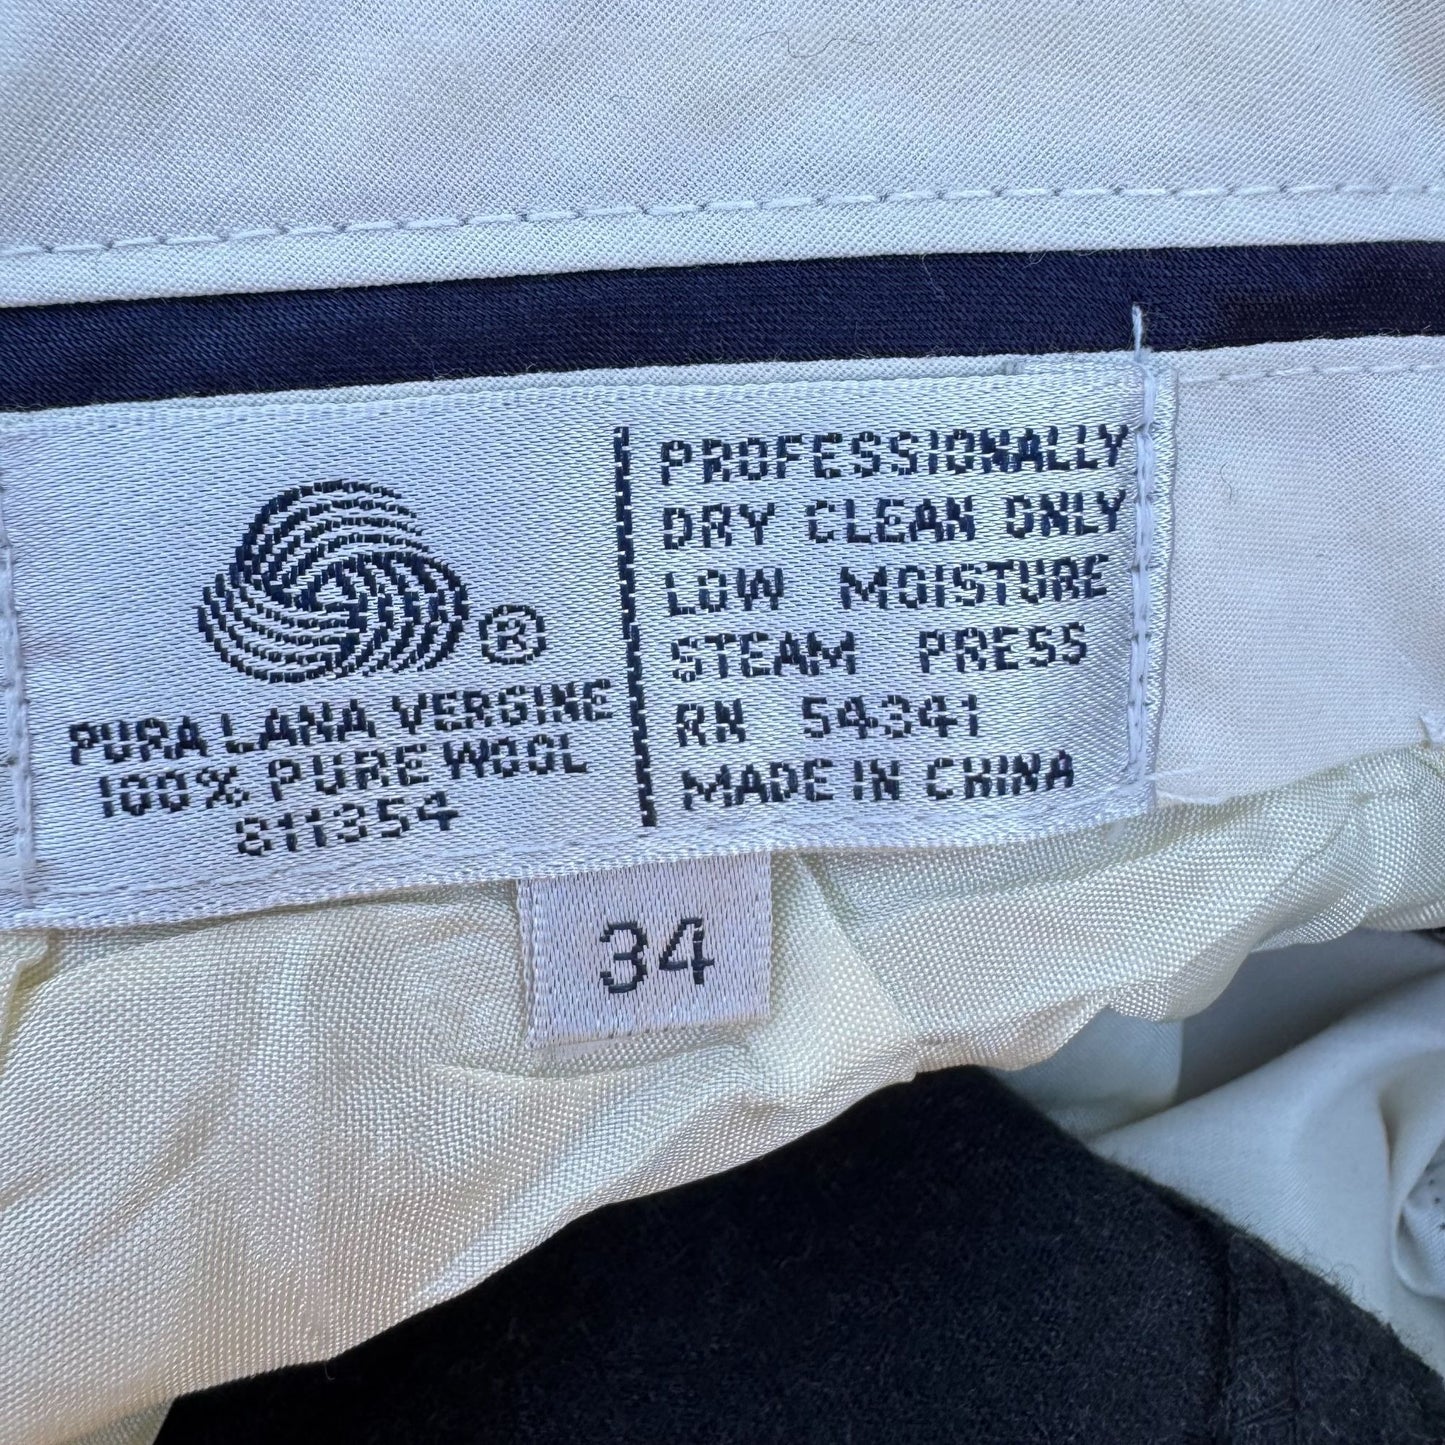 ®
PURA LANA VERGINE
100% PURE WOOL
811354
PROFESSIONALLY
DRY CLEAN ONLY
LOW MOISTURE
STEAM PRESS
RN 54341
MADE IN CHINA
34